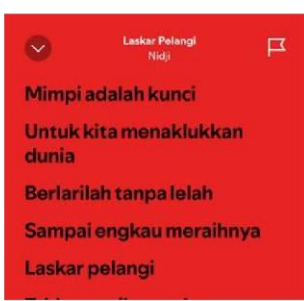 Laskar Pelangi
Nidji
Mimpi adalah kunci
Untuk kita menaklukkan
dunia
Berlarilah tanpa lelah
Sampai engkau meraihnya
Laskar pelangi